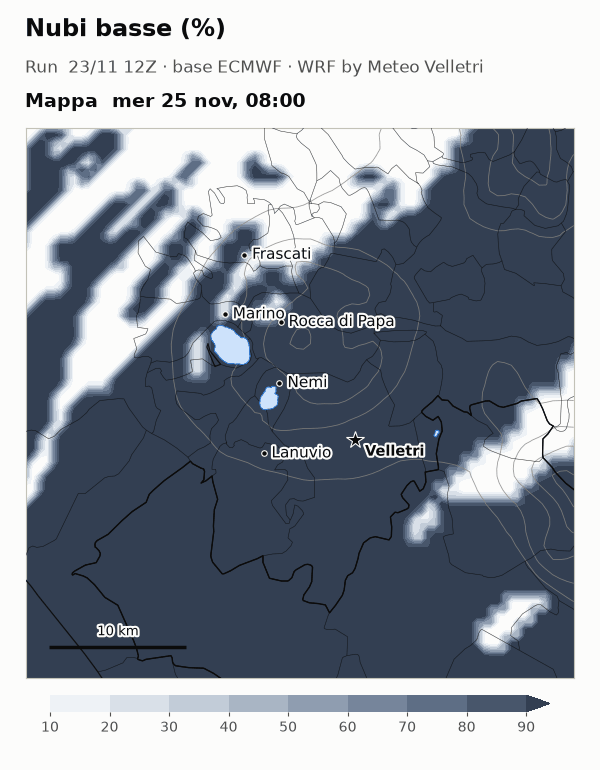 Nubi basse (%)
Run  23/11 12Z · base ECMWF · WRF by Meteo Velletri
Mappa  mer 25 nov, 08:00
Frascati
Marino
Rocca di Papa
Nemi
Velletri
Lanuvio
10 km
10 20 30 40 50 60 70 80 90